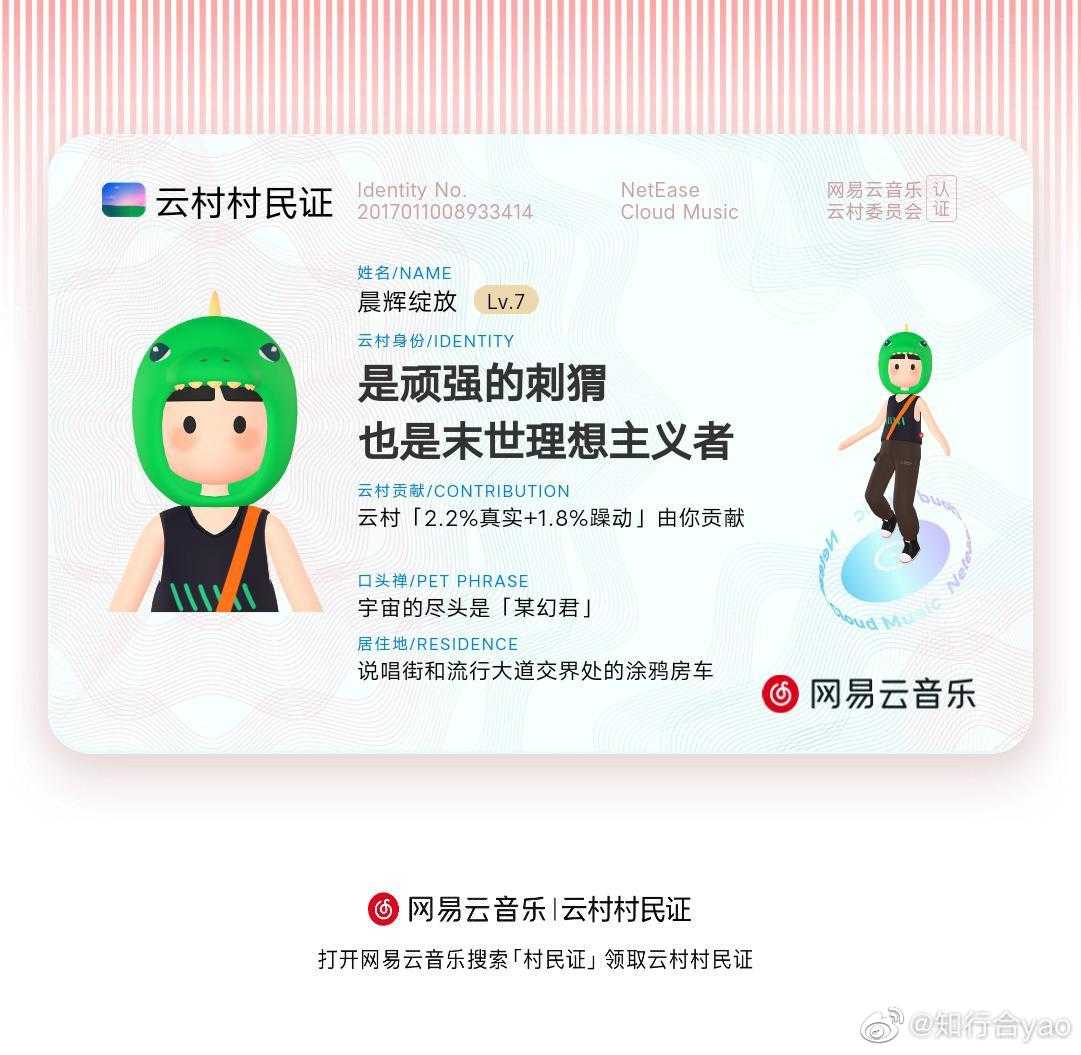 云村村民证
Identity No.
2017011008933414
NetEase
Cloud Music
网易云音乐
云村委员会
认证
姓名/NAME
晨辉绽放 Lv.7
云村身份/IDENTITY
是顽强的刺猬
也是末世理想主义者
云村贡献/CONTRIBUTION
云村「2.2%真实+1.8%躁动」由你贡献
口头禅/PET PHRASE
宇宙的尽头是「某幻君」
居住地/RESIDENCE
说唱街和流行大道交界处的涂鸦房车
Cloud Music
网易云音乐
网易云音乐|云村村民证
打开网易云音乐搜索「村民证」领取云村村民证
@知行合yao